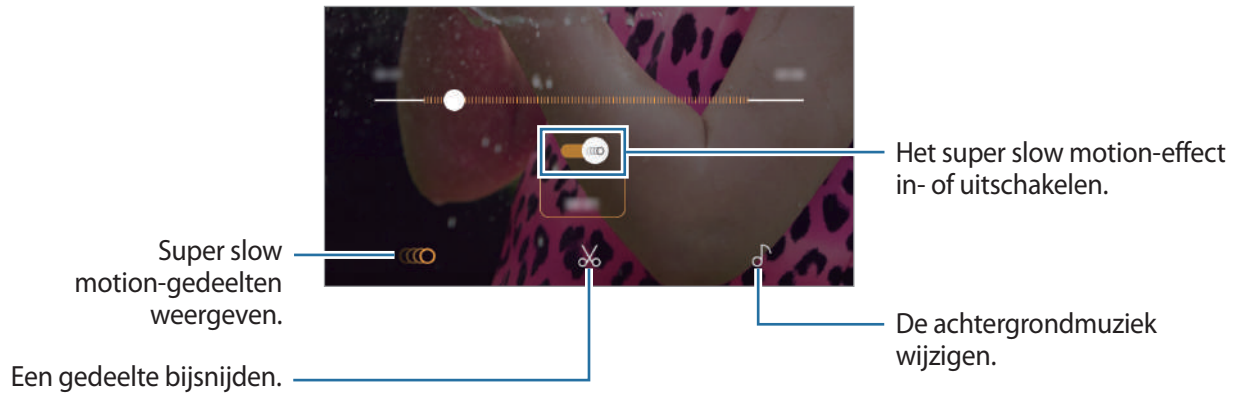 Het super slow motion-effect
in- of uitschakelen.
Super slow
motion-gedeelten
weergeven.
De achtergrondmuziek
wijzigen.
Een gedeelte bijsnijden.